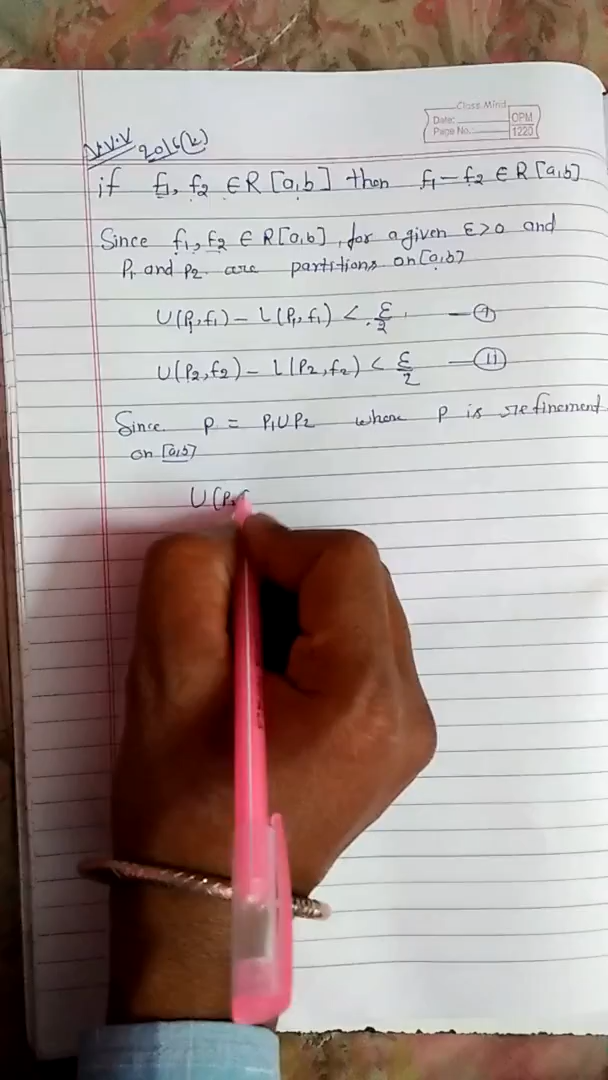 Class Mind
Date:
Page No.
OPM
1220
V.V.V 2016(k)
if f₁, f₂ ∈ R [a,b] then f₁ - f₂ ∈ R [a,b]
Since f₁, f₂ ∈ R [a,b], for a given ε>0 and
P₁ and P₂ are partitions on [a,b]
U(P₁,f₁) - L(P₁,f₁) < ε/2 — (I)
U(P₂,f₂) - L(P₂,f₂) < ε/2 — (II)
Since P = P₁UP₂ where P is refinement
on [a,b]
U(P,